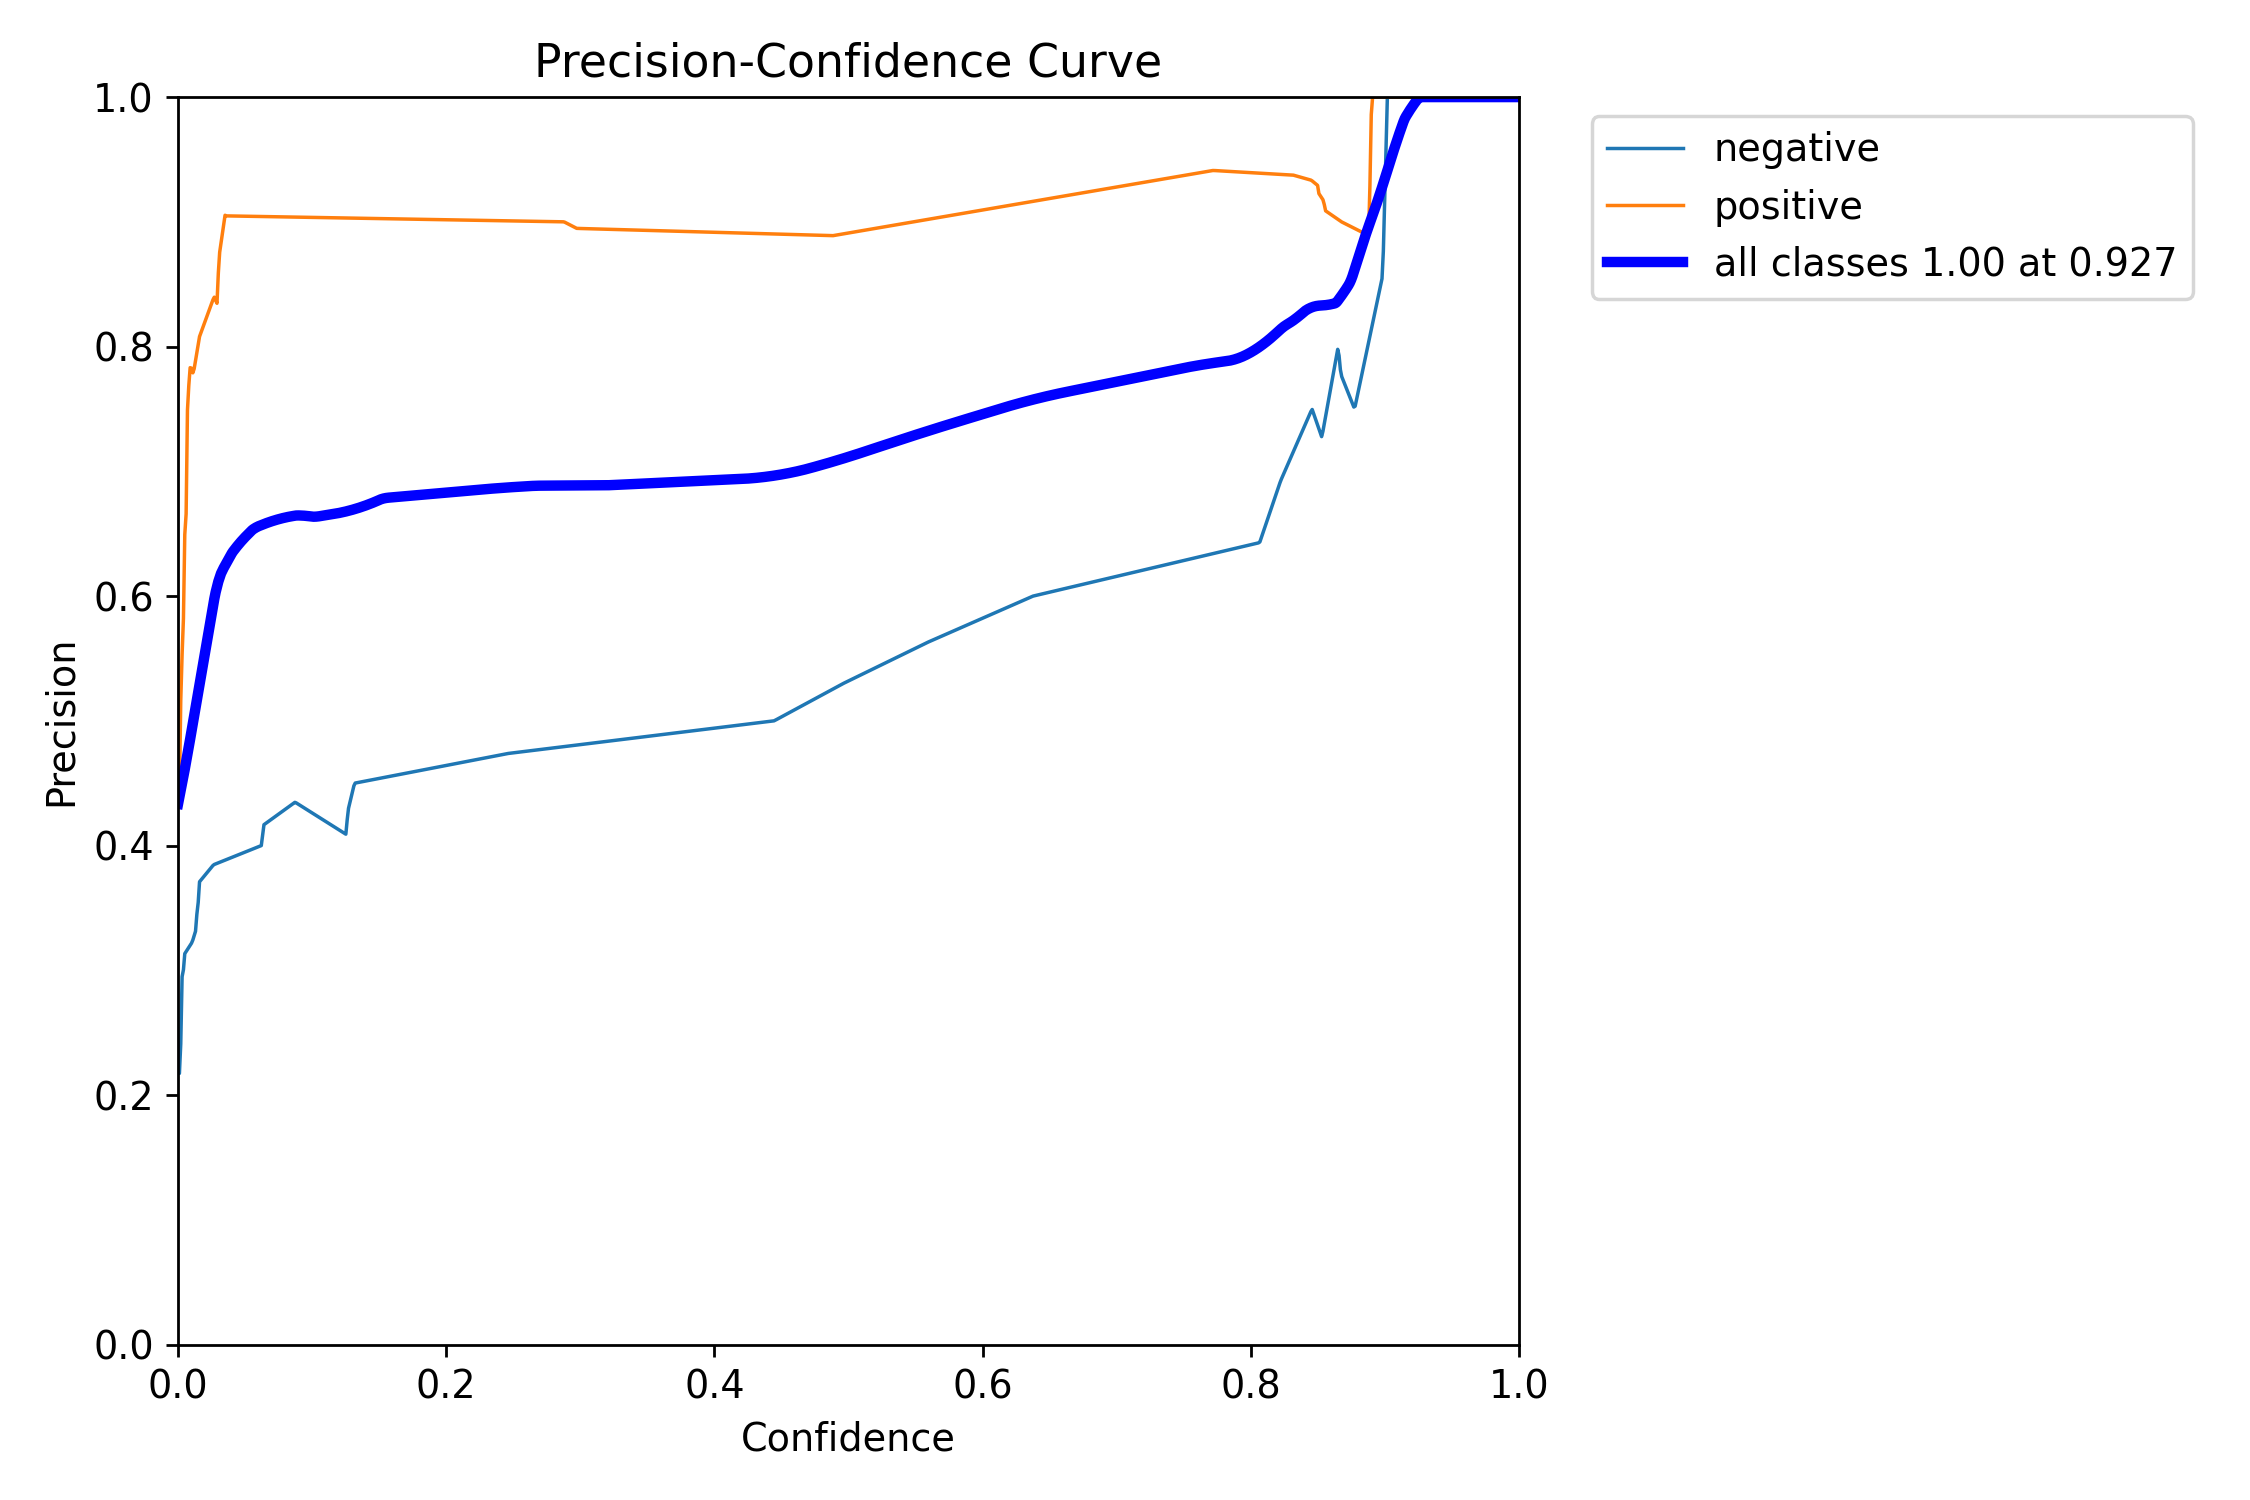 Precision-Confidence Curve
1.0
0.8
0.6
0.4
0.2
0.0
Precision
0.0 0.2 0.4 0.6 0.8 1.0
Confidence
negative
positive
all classes 1.00 at 0.927